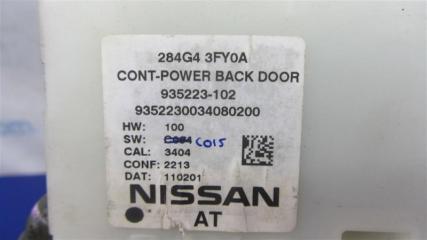 284G4 3FY0A
CONT-POWER BACK DOOR
935223-102
9352230034080200
HW: 100
SW: C004 C015
CAL: 3404
CONF: 2213
DAT: 110201
NISSAN
AT